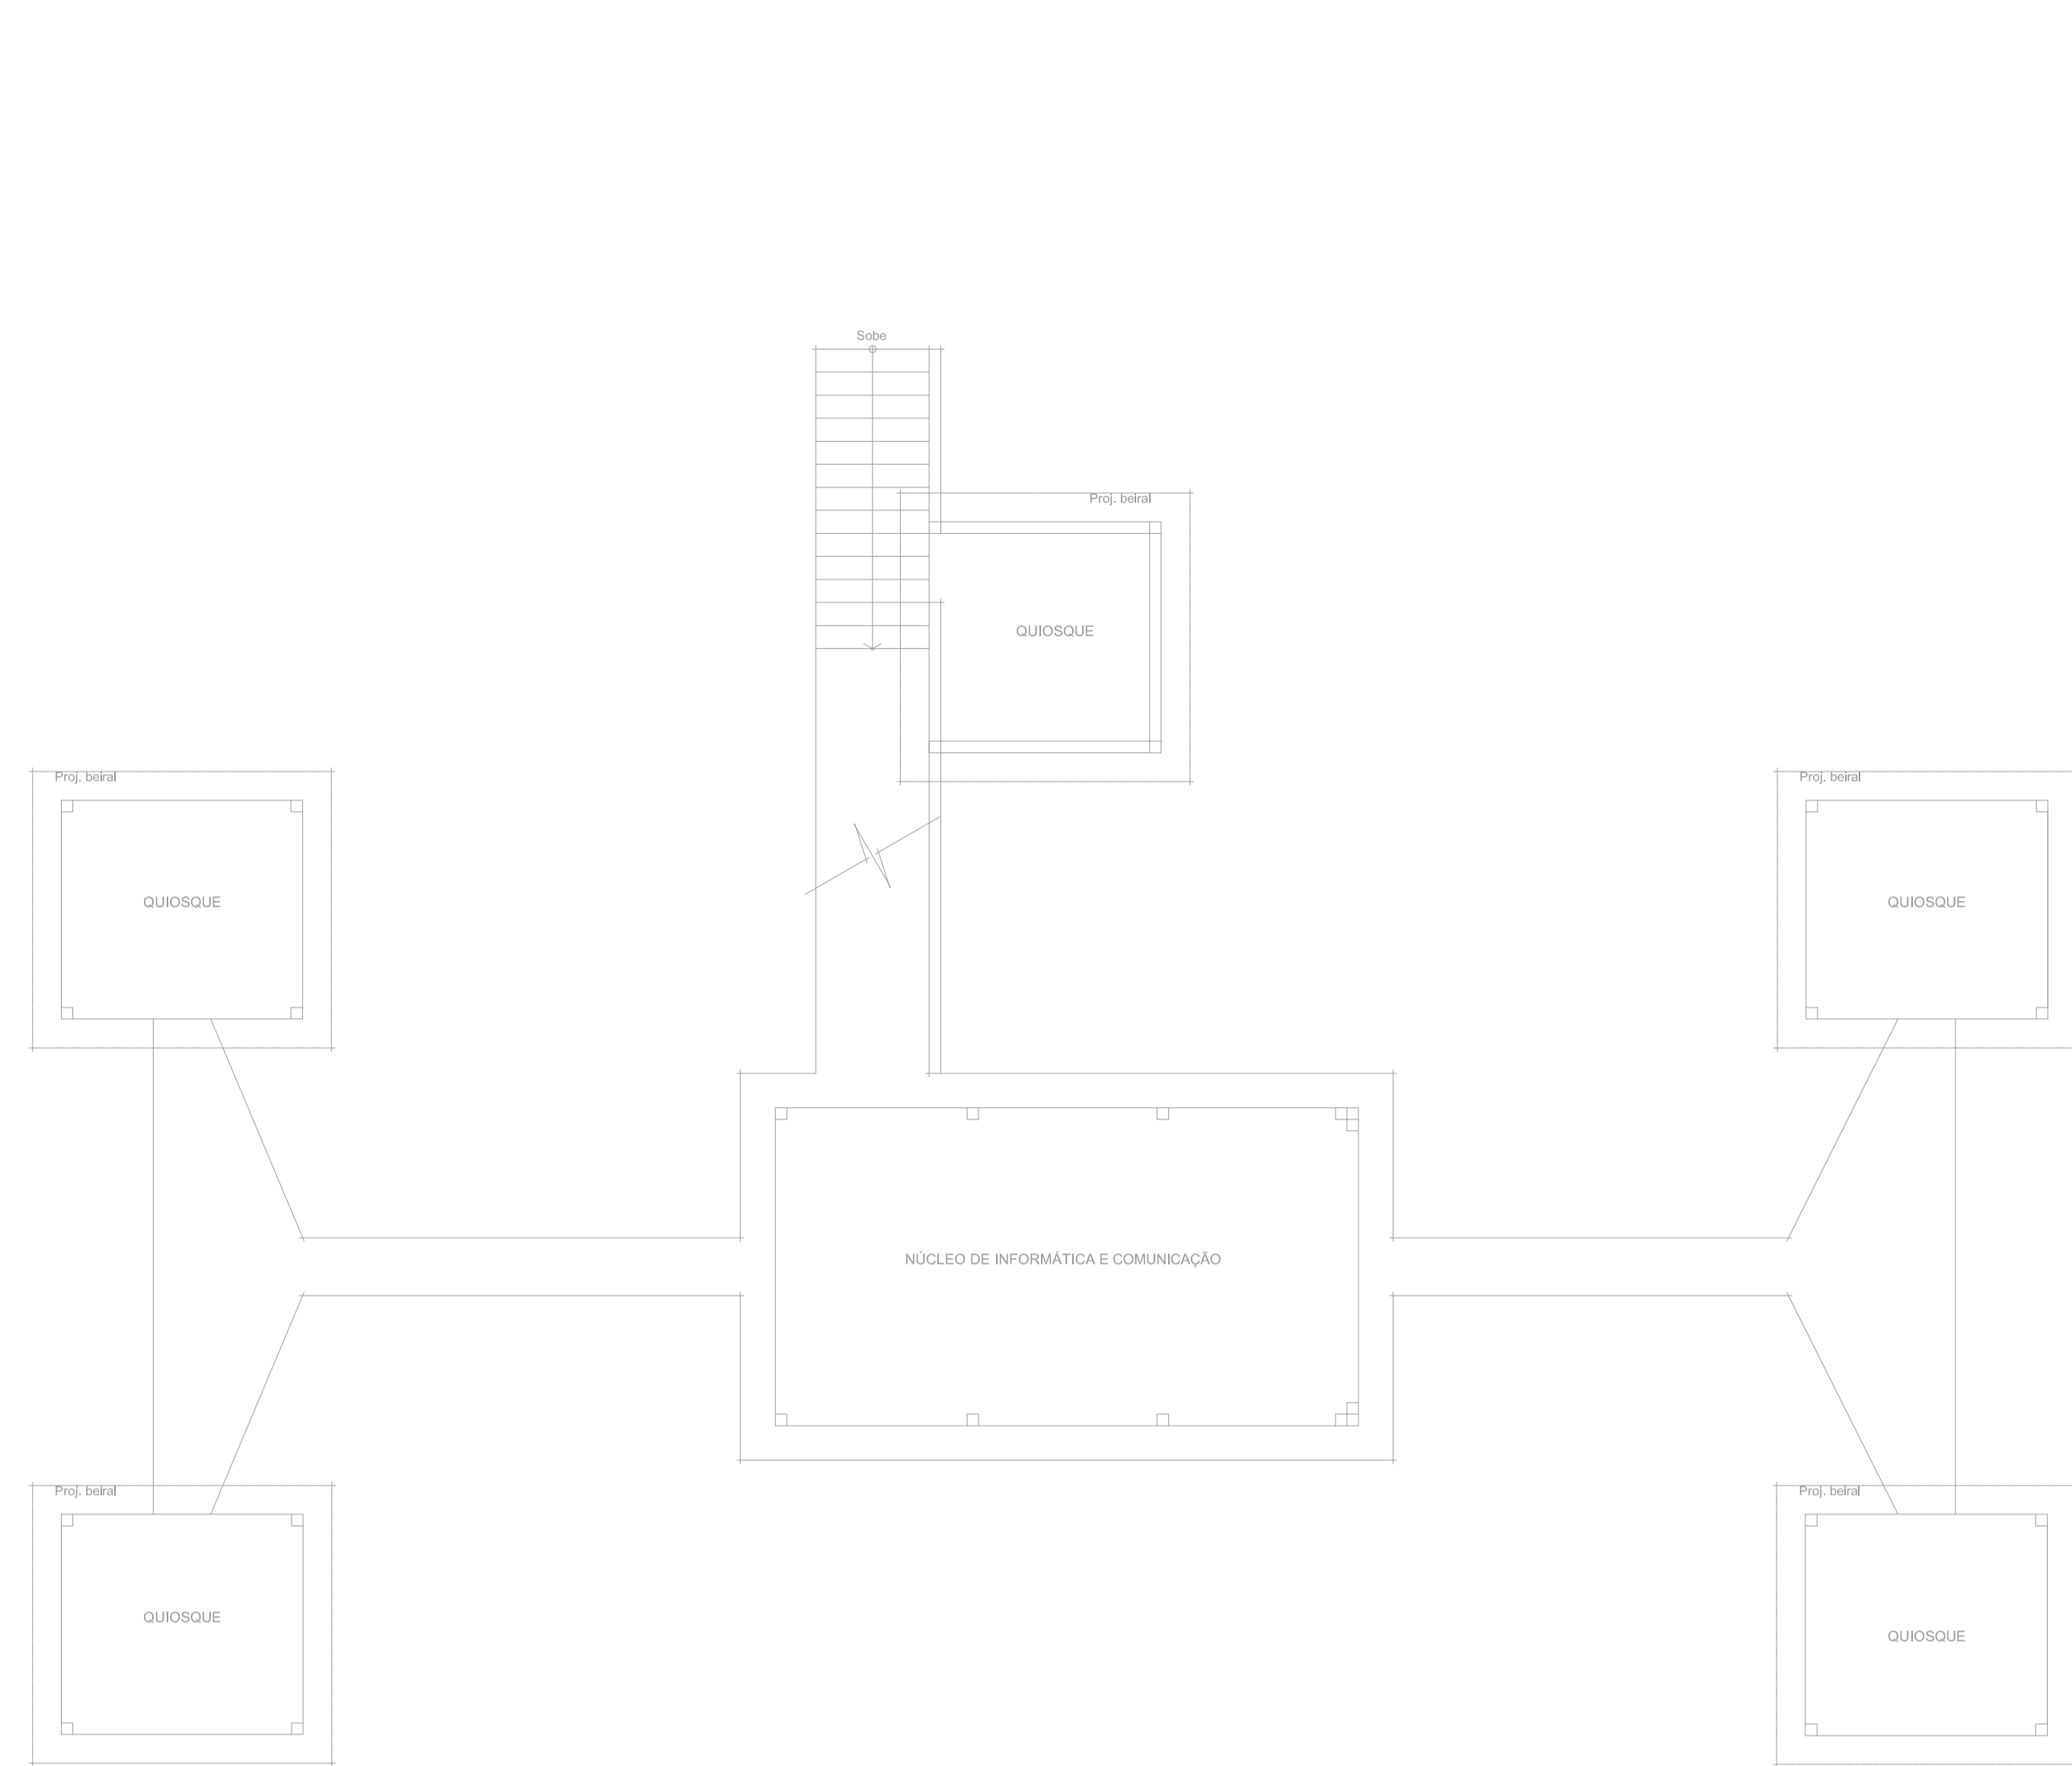 Sobe
Proj. beiral
QUIOSQUE
Proj. beiral
Proj. beiral
QUIOSQUE
QUIOSQUE
NÚCLEO DE INFORMÁTICA E COMUNICAÇÃO
Proj. beiral
Proj. beiral
QUIOSQUE
QUIOSQUE